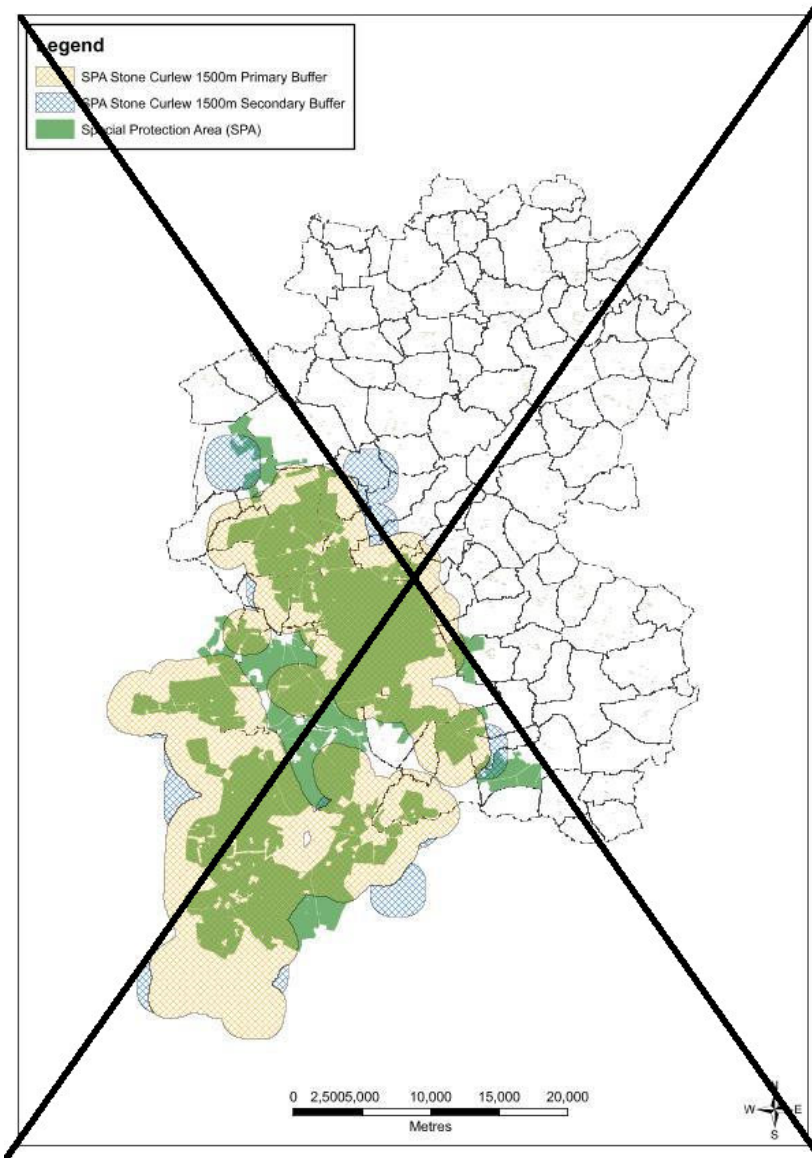 Legend
SPA Stone Curlew 1500m Primary Buffer
SPA Stone Curlew 1500m Secondary Buffer
Special Protection Area (SPA)
0 2,5005,000 10,000 15,000 20,000
Metres
N
W E
S